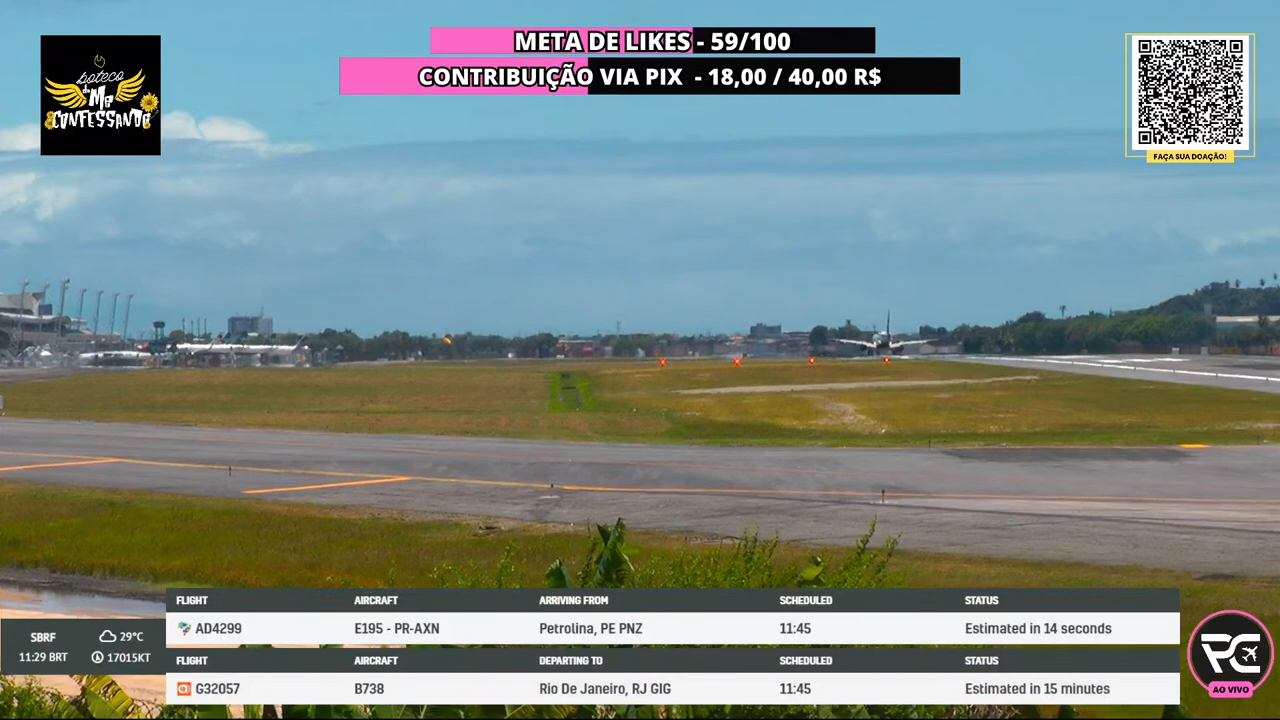 META DE LIKES - 59/100
CONTRIBUIÇÃO VIA PIX - 18,00 / 40,00 R$
boteco
do Me
CONFESSANDO
FAÇA SUA DOAÇÃO!
FLIGHT AIRCRAFT ARRIVING FROM SCHEDULED STATUS
AD4299 E195 - PR-AXN Petrolina, PE PNZ 11:45 Estimated in 14 seconds
FLIGHT AIRCRAFT DEPARTING TO SCHEDULED STATUS
G32057 B738 Rio De Janeiro, RJ GIG 11:45 Estimated in 15 minutes
SBRF 29°C
11:29 BRT 17015KT
RC
AO VIVO